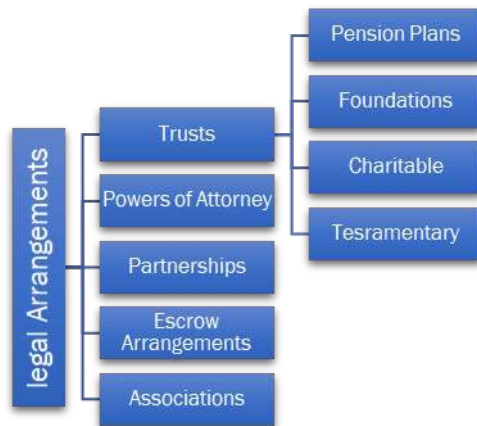 legal Arrangements
Trusts
Powers of Attorney
Partnerships
Escrow
Arrangements
Associations
Pension Plans
Foundations
Charitable
Tesramentary